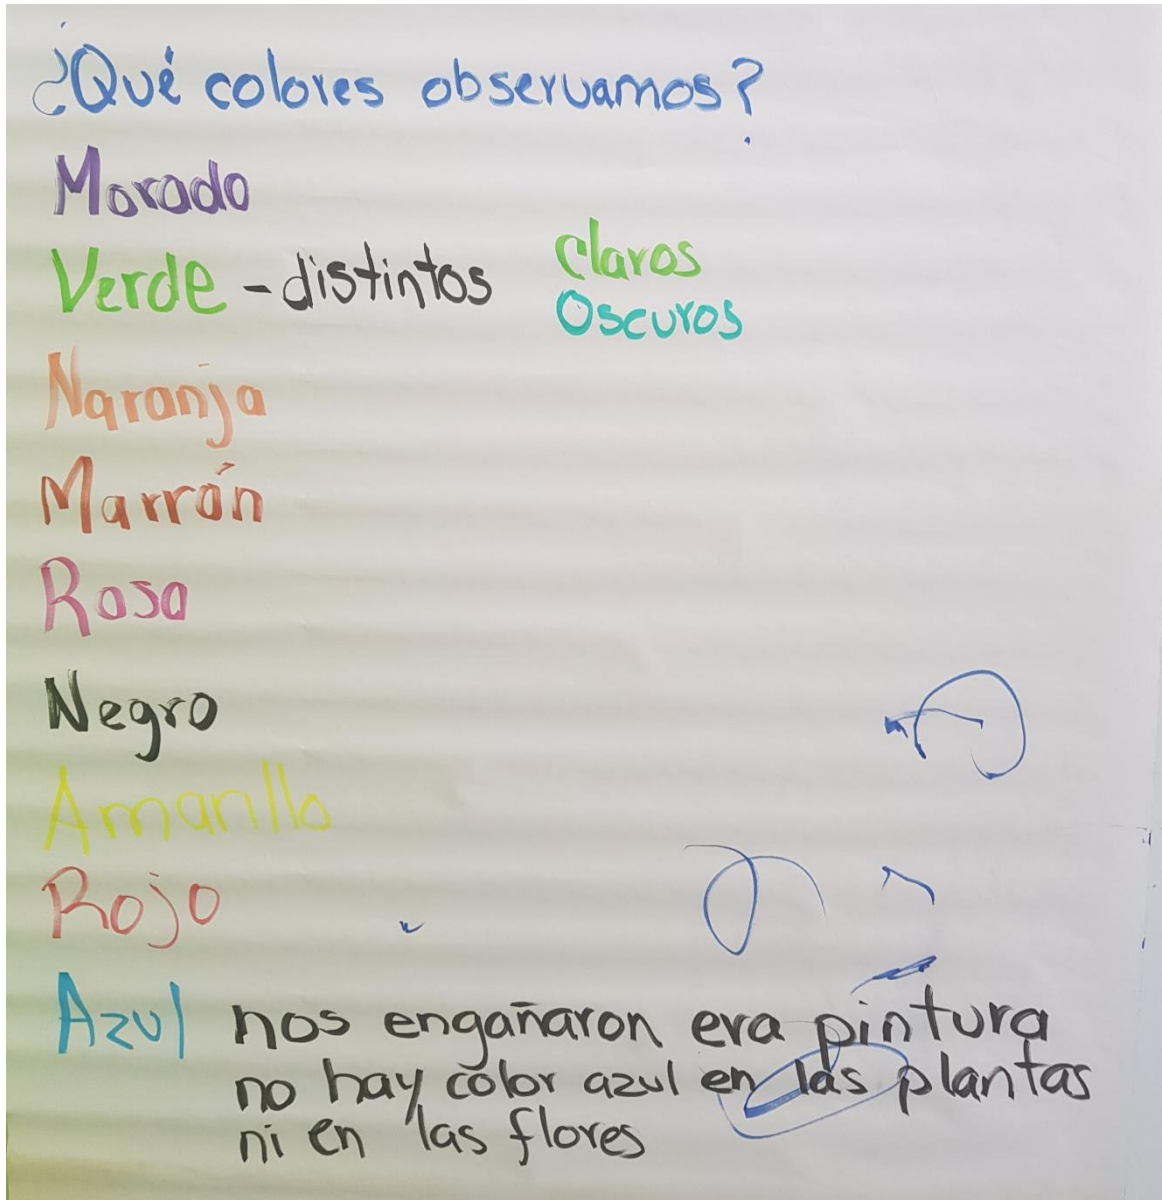 ¿Qué colores observamos?
Morado
Verde - distintos Claros
Oscuros
Naranja
Marrón
Rosa
Negro
Amarillo
Rojo
Azul nos engañaron era pintura
no hay color azul en las plantas
ni en las flores